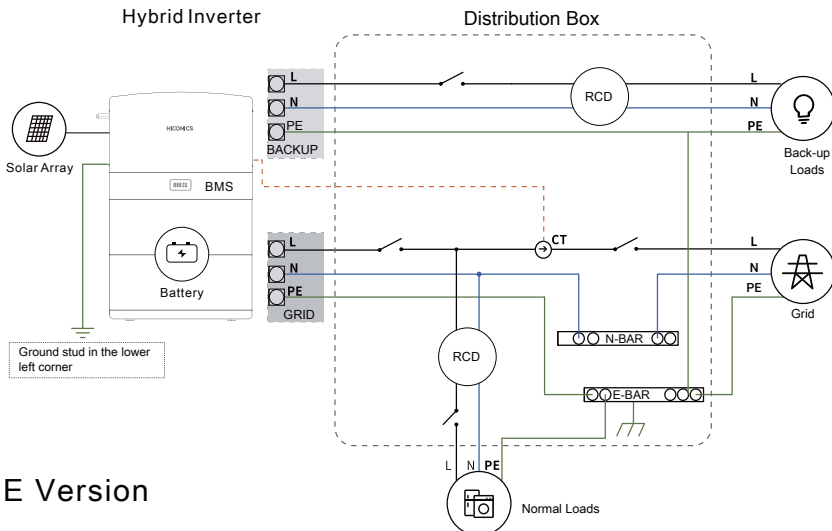 Hybrid Inverter
Distribution Box
L
N
PE
BACKUP
RCD
L
N
PE
Back-up
Loads
HICONICS
Solar Array
BMS
Battery
L
N
PE
GRID
CT
L
N
PE
Grid
N-BAR
RCD
E-BAR
Ground stud in the lower
left corner
L N PE
Normal Loads
E Version